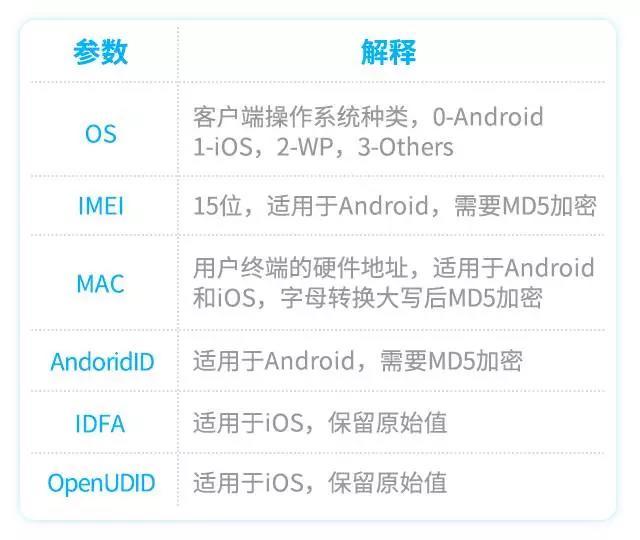 参数 解释
OS
客户端操作系统种类，0-Android
1-iOS，2-WP，3-Others
IMEI 15位，适用于Android，需要MD5加密
MAC
用户终端的硬件地址，适用于Android
和iOS，字母转换大写后MD5加密
AndoridID 适用于Android，需要MD5加密
IDFA 适用于iOS，保留原始值
OpenUDID 适用于iOS，保留原始值